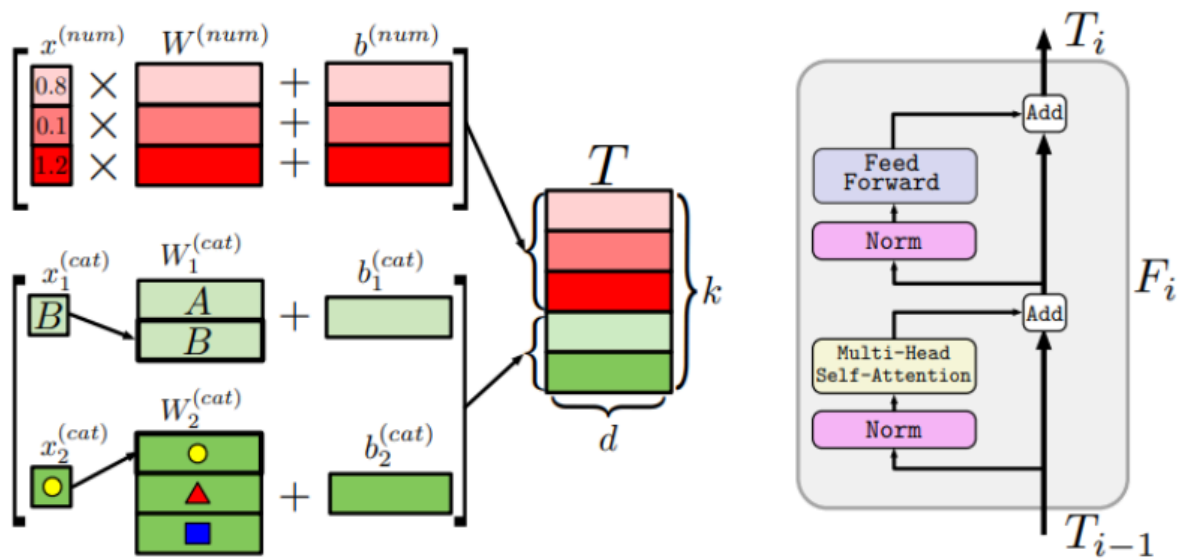 x^(num) W^(num) b^(num)
0.8 × +
0.1 × +
1.2 × +
x_1^(cat) W_1^(cat) b_1^(cat)
B A +
B
x_2^(cat) W_2^(cat) b_2^(cat)
+
T
k
d
T_i
Add
Feed
Forward
Norm
F_i
Add
Multi-Head
Self-Attention
Norm
T_{i-1}